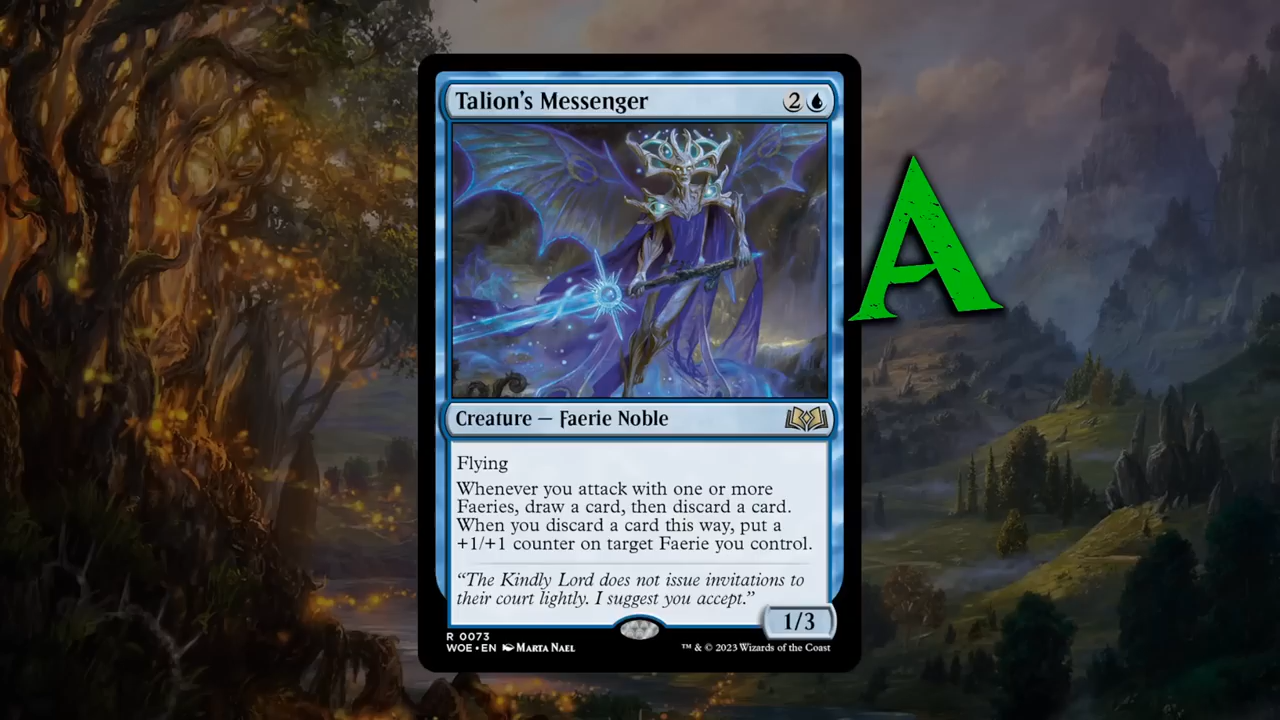 Talion's Messenger 2
A
Creature — Faerie Noble
Flying
Whenever you attack with one or more
Faeries, draw a card, then discard a card.
When you discard a card this way, put a
+1/+1 counter on target Faerie you control.
“The Kindly Lord does not issue invitations to
their court lightly. I suggest you accept.”
1/3
R 0073
WOE • EN Marta Nael
™ & © 2023 Wizards of the Coast